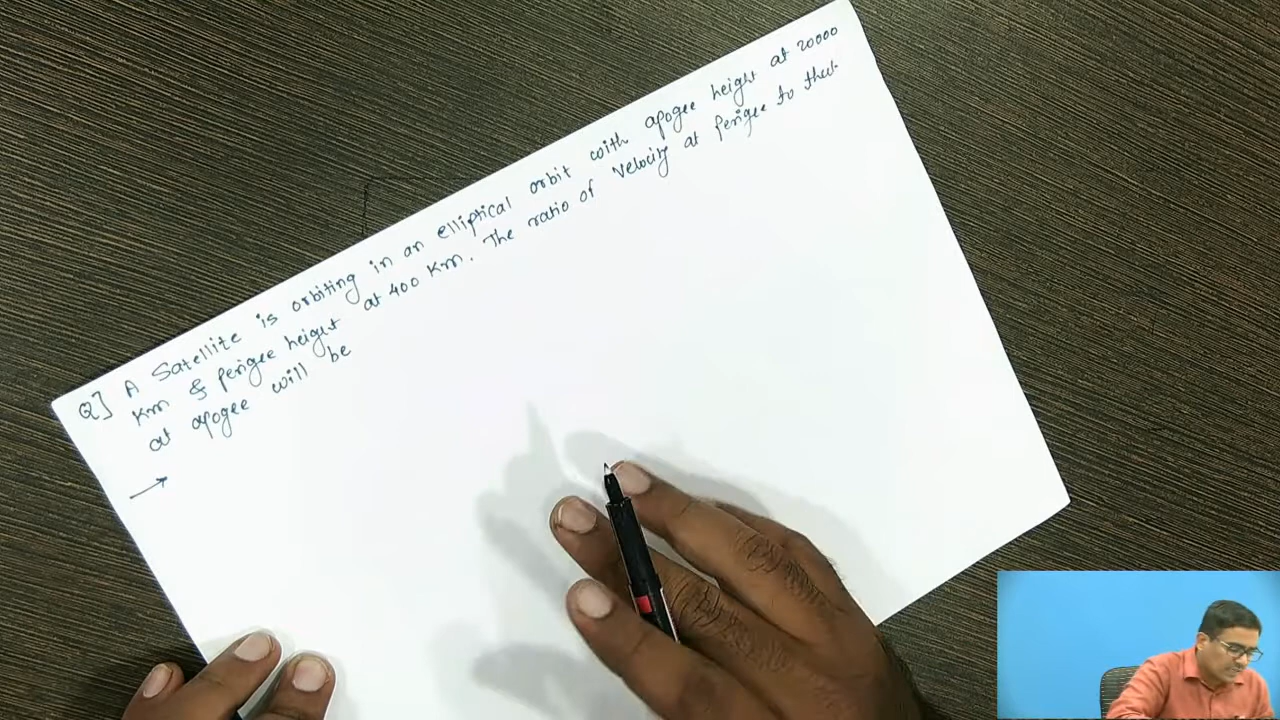 Q] A Satellite is orbiting in an elliptical orbit with apogee height at 20000
Km & perigee height at 400 Km. The ratio of Velocity at perigee to that
at apogee will be